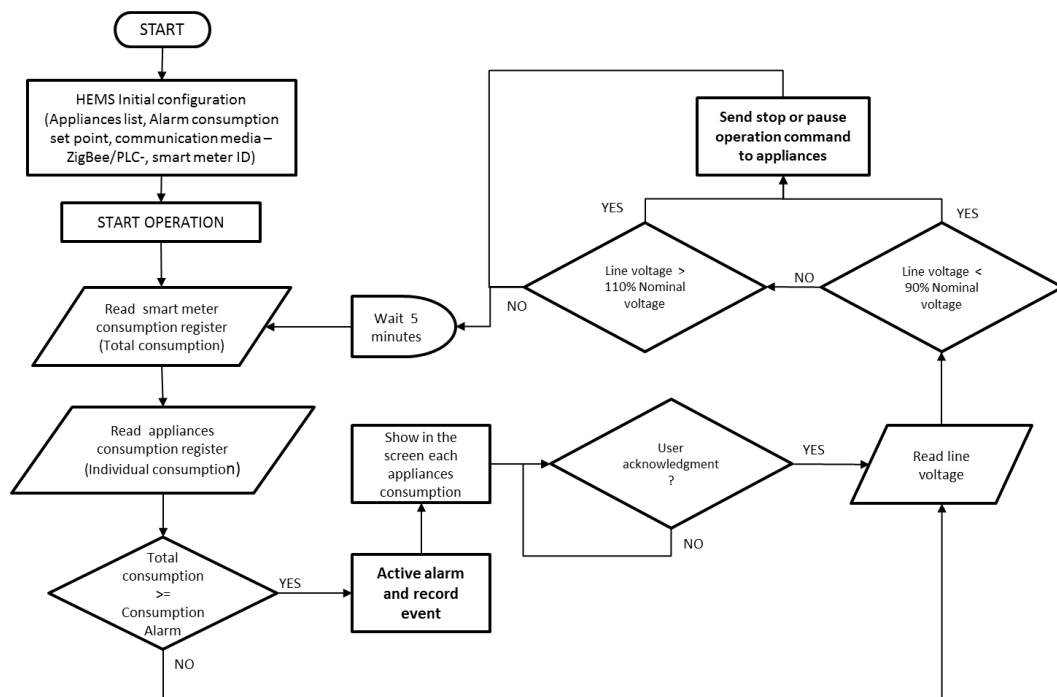 START
HEMS Initial configuration
(Appliances list, Alarm consumption
set point, communication media –
ZigBee/PLC-, smart meter ID)
START OPERATION
Read smart meter
consumption register
(Total consumption)
Read appliances
consumption register
(Individual consumption)
Total
consumption
>=
Consumption
Alarm
YES
NO
Active alarm
and record
event
Show in the
screen each
appliances
consumption
User
acknowledgment
?
YES
NO
Read line
voltage
Line voltage <
90% Nominal
voltage
YES
NO
Line voltage >
110% Nominal
voltage
YES
NO
Send stop or pause
operation command
to appliances
Wait 5
minutes